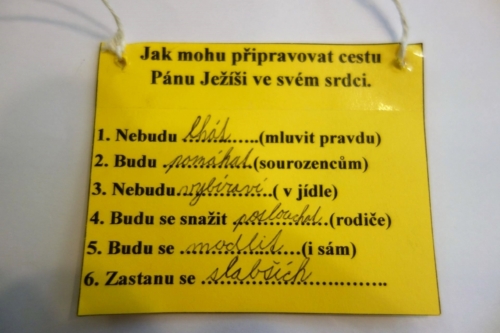 Jak mohu připravovat cestu
Pánu Ježíši ve svém srdci.
1. Nebudu lhát......(mluvit pravdu)
2. Budu .pomáhat.(sourozencům)
3. Nebudu.vybíravá..( v jídle)
4. Budu se snažit .poslouchat.(rodiče)
5. Budu se ..modlit....(i sám)
6. Zastanu se ..slabších..............